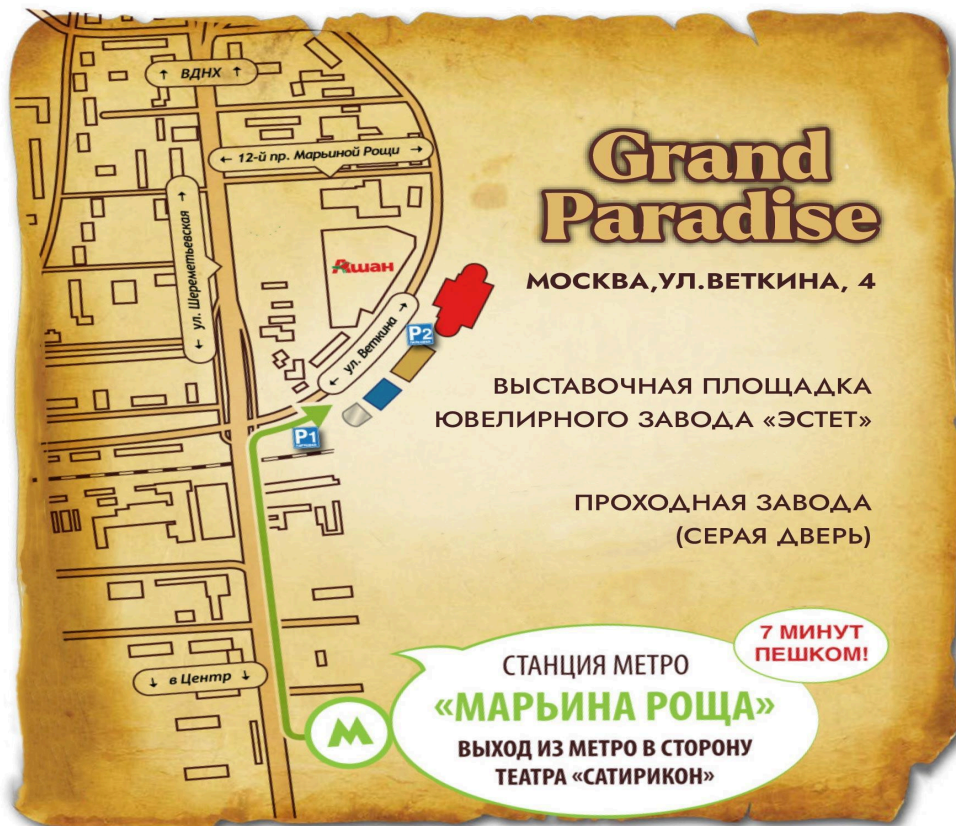 ↑ ВДНХ ↑
← 12-й пр. Марьиной Рощи →
← ул. Шереметьевская →
Ашан
← ул. Веткина →
P2
P1
↓ в Центр ↓
Grand
Paradise
МОСКВА,УЛ.ВЕТКИНА, 4
ВЫСТАВОЧНАЯ ПЛОЩАДКА
ЮВЕЛИРНОГО ЗАВОДА «ЭСТЕТ»
ПРОХОДНАЯ ЗАВОДА
(СЕРАЯ ДВЕРЬ)
7 МИНУТ
ПЕШКОМ!
СТАНЦИЯ МЕТРО
«МАРЬИНА РОЩА»
ВЫХОД ИЗ МЕТРО В СТОРОНУ
ТЕАТРА «САТИРИКОН»
М